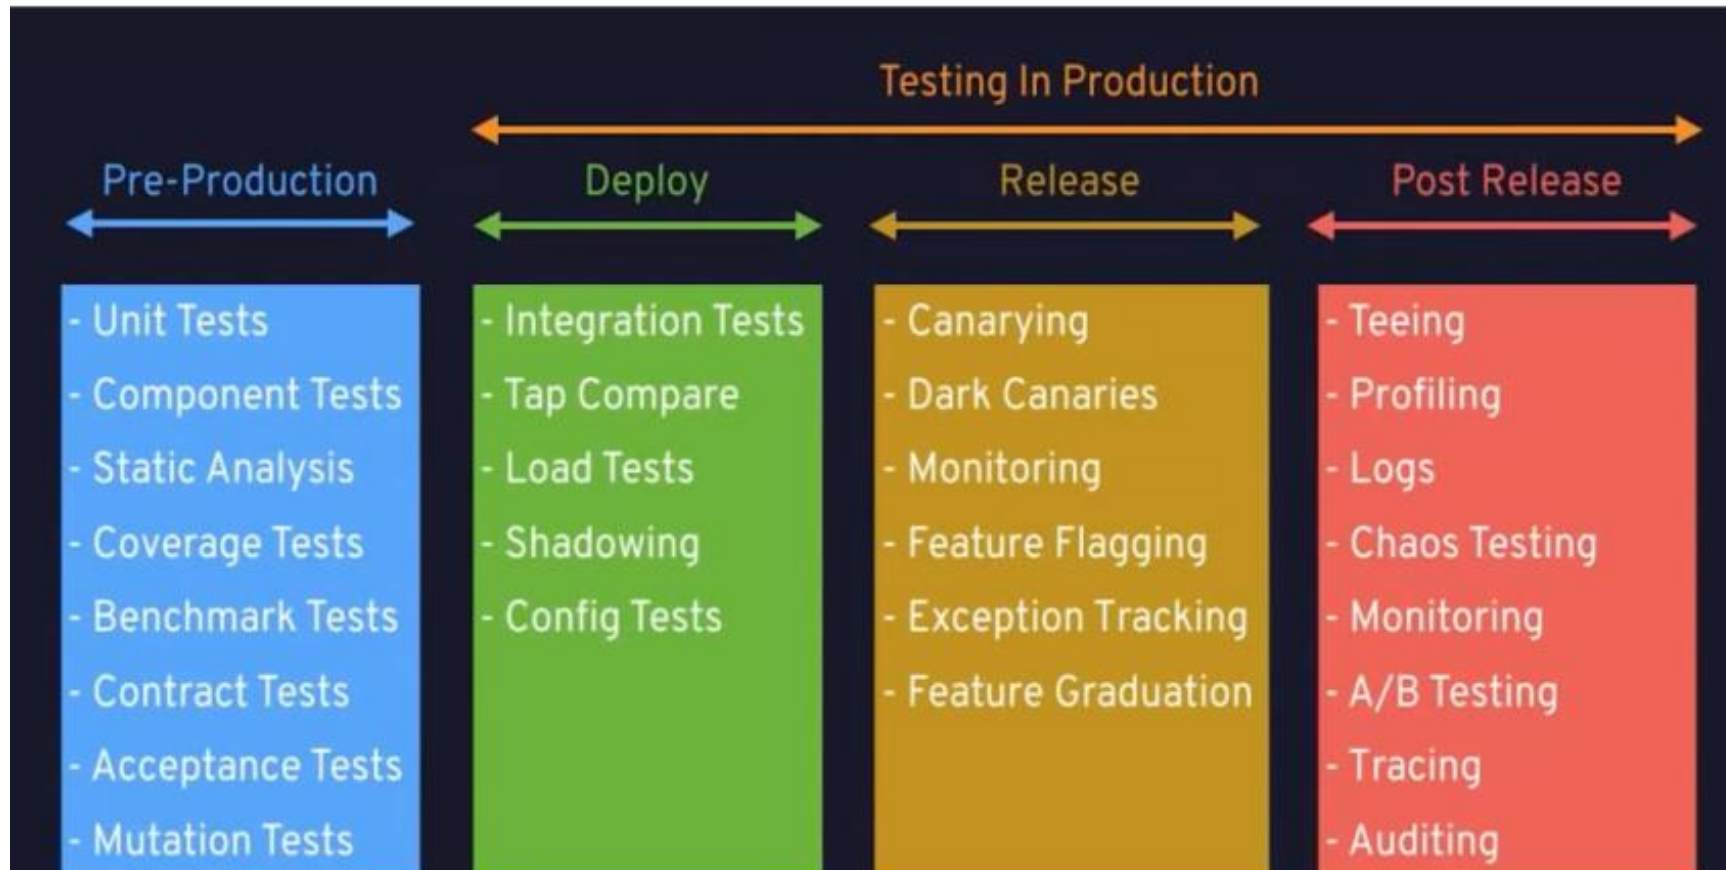 Testing In Production
Pre-Production
Deploy
Release
Post Release
- Unit Tests
- Component Tests
- Static Analysis
- Coverage Tests
- Benchmark Tests
- Contract Tests
- Acceptance Tests
- Mutation Tests
- Integration Tests
- Tap Compare
- Load Tests
- Shadowing
- Config Tests
- Canarying
- Dark Canaries
- Monitoring
- Feature Flagging
- Exception Tracking
- Feature Graduation
- Teeing
- Profiling
- Logs
- Chaos Testing
- Monitoring
- A/B Testing
- Tracing
- Auditing